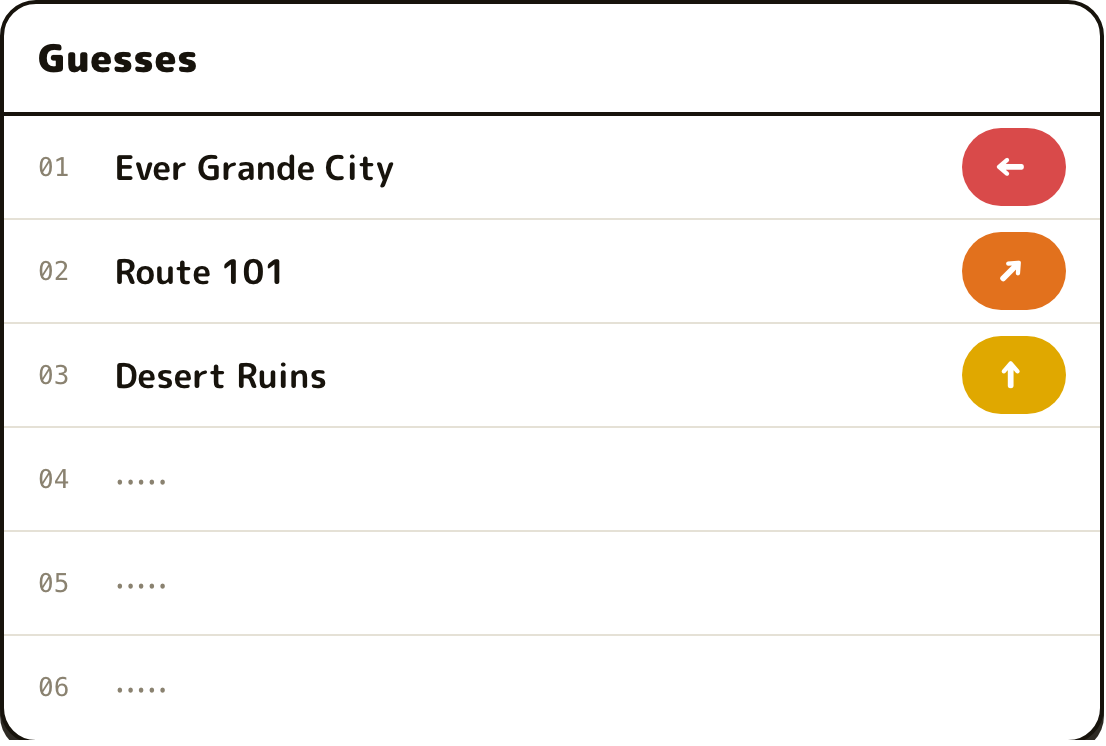 Guesses
01 Ever Grande City ←
02 Route 101 ↗
03 Desert Ruins ↑
04 .....
05 .....
06 .....